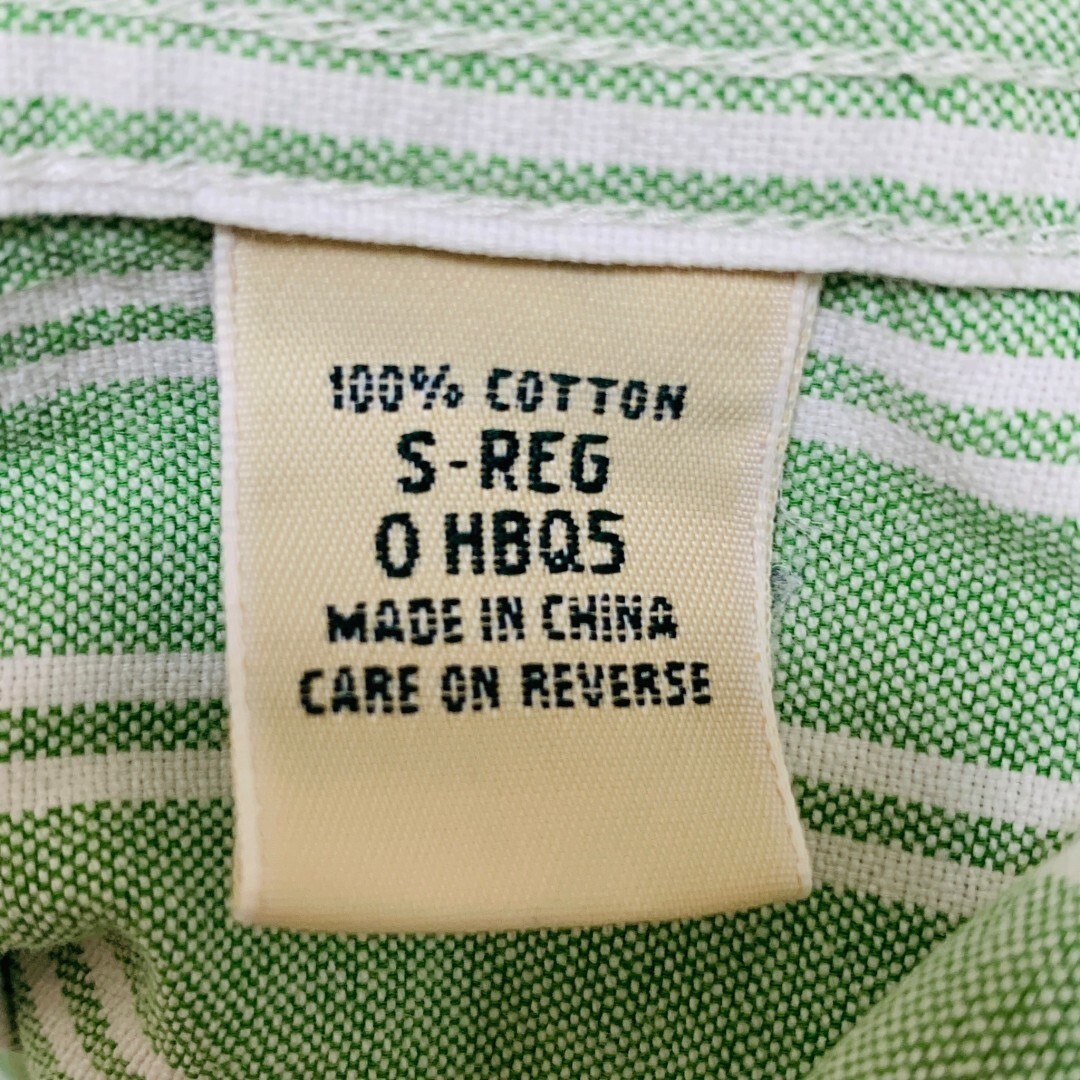 100% COTTON
S-REG
0 HBQ5
MADE IN CHINA
CARE ON REVERSE